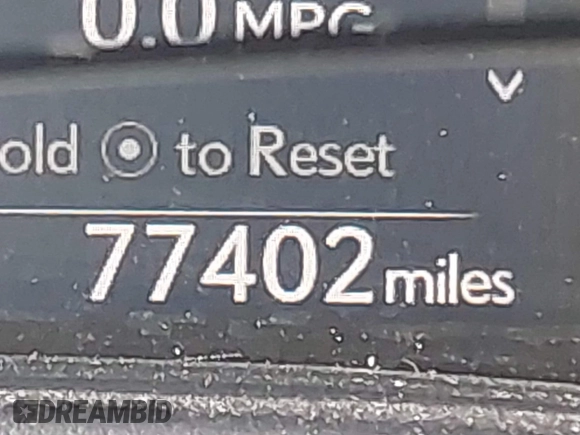 0.0 MPG
old to Reset
77402 miles
DREAMBID